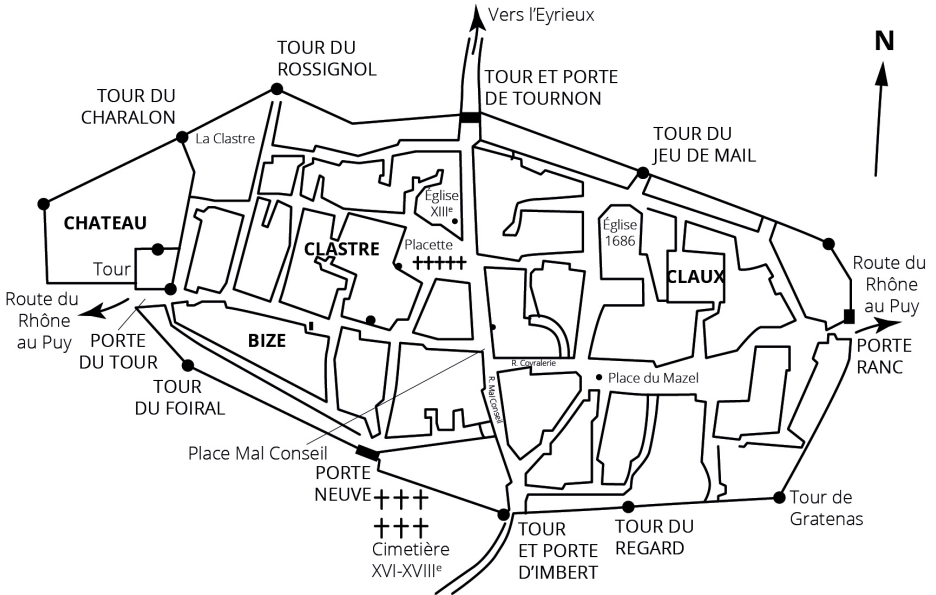 Vers l’Eyrieux
N
TOUR DU
ROSSIGNOL
TOUR ET PORTE
DE TOURNON
TOUR DU
CHARALON
La Clastre
TOUR DU
JEU DE MAIL
Église
XIIIᵉ
CHATEAU
Église
1686
CLASTRE
Placette
Tour
CLAUX
Route du
Rhône
au Puy
Route du
Rhône
au Puy
PORTE
DU TOUR
BIZE
PORTE
RANC
R. Covralerie
Place du Mazel
TOUR
DU FOIRAL
R. Mal Conseil
Place Mal Conseil
PORTE
NEUVE
Tour de
Gratenas
TOUR
ET PORTE
D’IMBERT
TOUR DU
REGARD
Cimetière
XVI-XVIIIᵉ